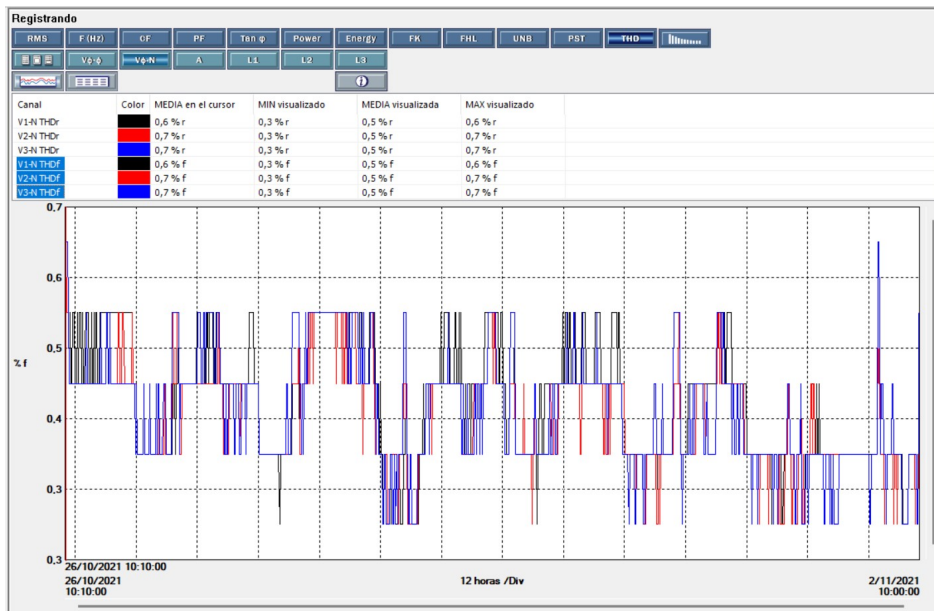 Registrando
RMS F (Hz) CF PF Tan φ Power Energy FK FHL UNB PST THD
Vϕ-ϕ Vϕ-N A L1 L2 L3
Canal Color MEDIA en el cursor MIN visualizado MEDIA visualizada MAX visualizado
V1-N THDr 0,6 % r 0,3 % r 0,5 % r 0,6 % r
V2-N THDr 0,7 % r 0,3 % r 0,5 % r 0,7 % r
V3-N THDr 0,7 % r 0,3 % r 0,5 % r 0,7 % r
V1-N THDf 0,6 % f 0,3 % f 0,5 % f 0,6 % f
V2-N THDf 0,7 % f 0,3 % f 0,5 % f 0,7 % f
V3-N THDf 0,7 % f 0,3 % f 0,5 % f 0,7 % f
0,7
0,6
0,5
% f
0,4
0,3
0,3
26/10/2021 10:10:00
26/10/2021 12 horas /Div 2/11/2021
10:10:00 10:00:00